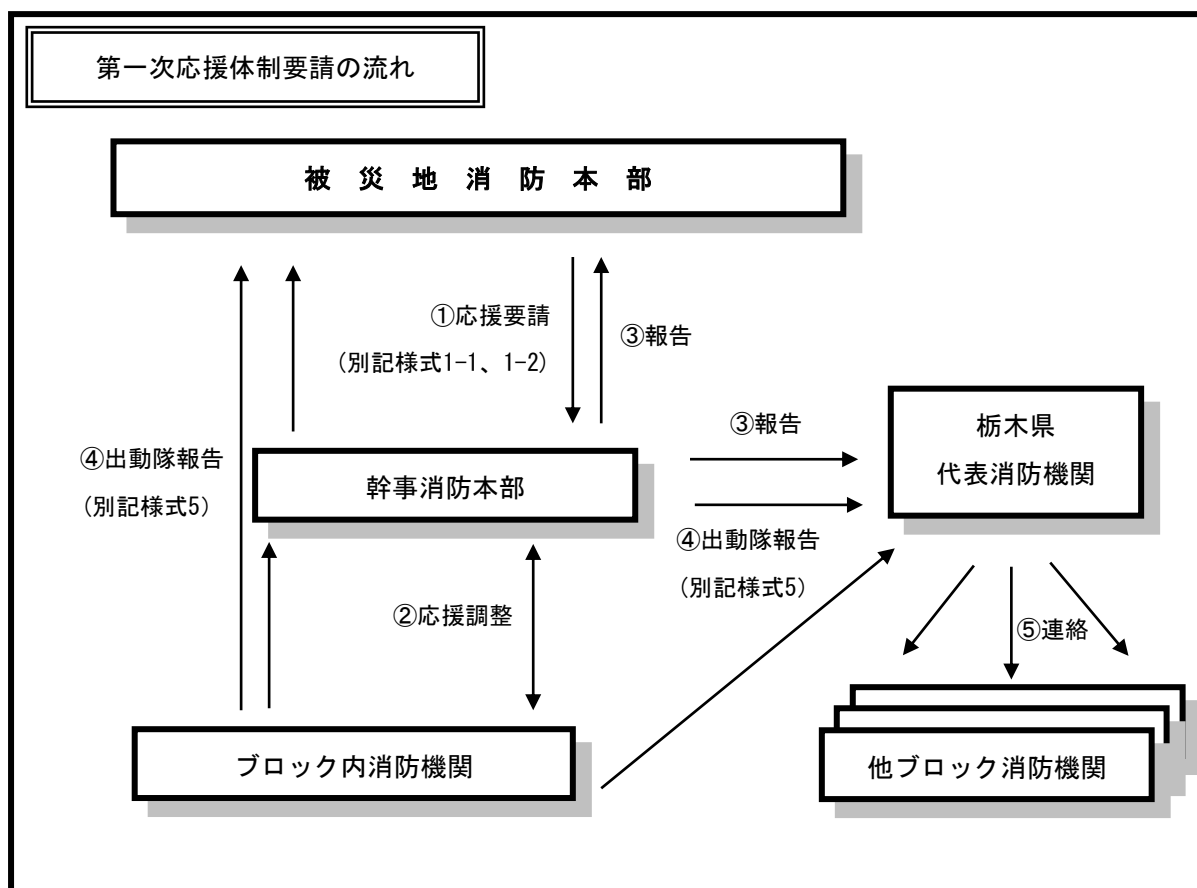 第一次応援体制要請の流れ
被災地消防本部
①応援要請
(別記様式1-1、1-2)
③報告
④出動隊報告
(別記様式5)
幹事消防本部
③報告
④出動隊報告
(別記様式5)
栃木県
代表消防機関
②応援調整
⑤連絡
ブロック内消防機関
他ブロック消防機関